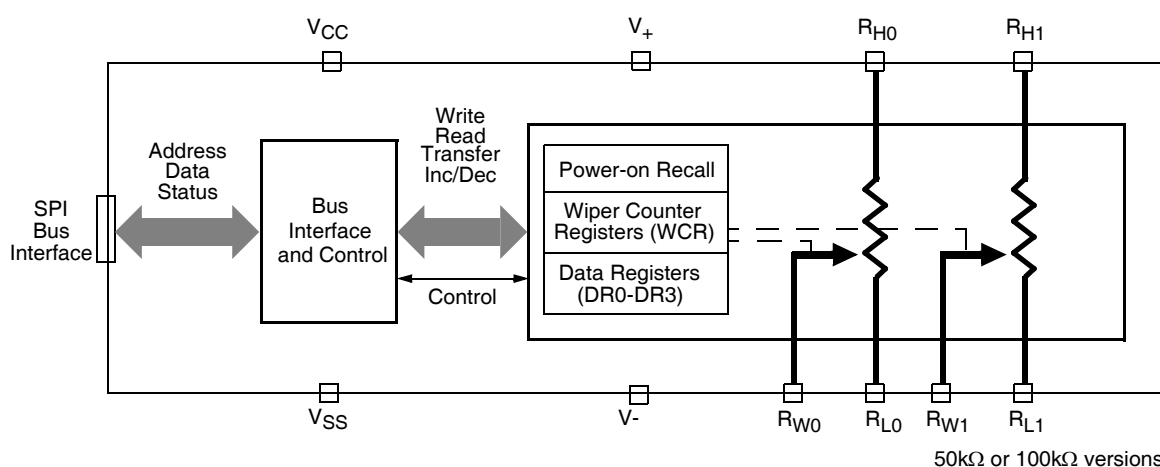 VCC
V+
RH0
RH1
Address
Data
Status
Write
Read
Transfer
Inc/Dec
SPI
Bus
Interface
Bus
Interface
and Control
Control
Power-on Recall
Wiper Counter
Registers (WCR)
Data Registers
(DR0-DR3)
VSS
V-
RW0
RL0
RW1
RL1
50kΩ or 100kΩ versions